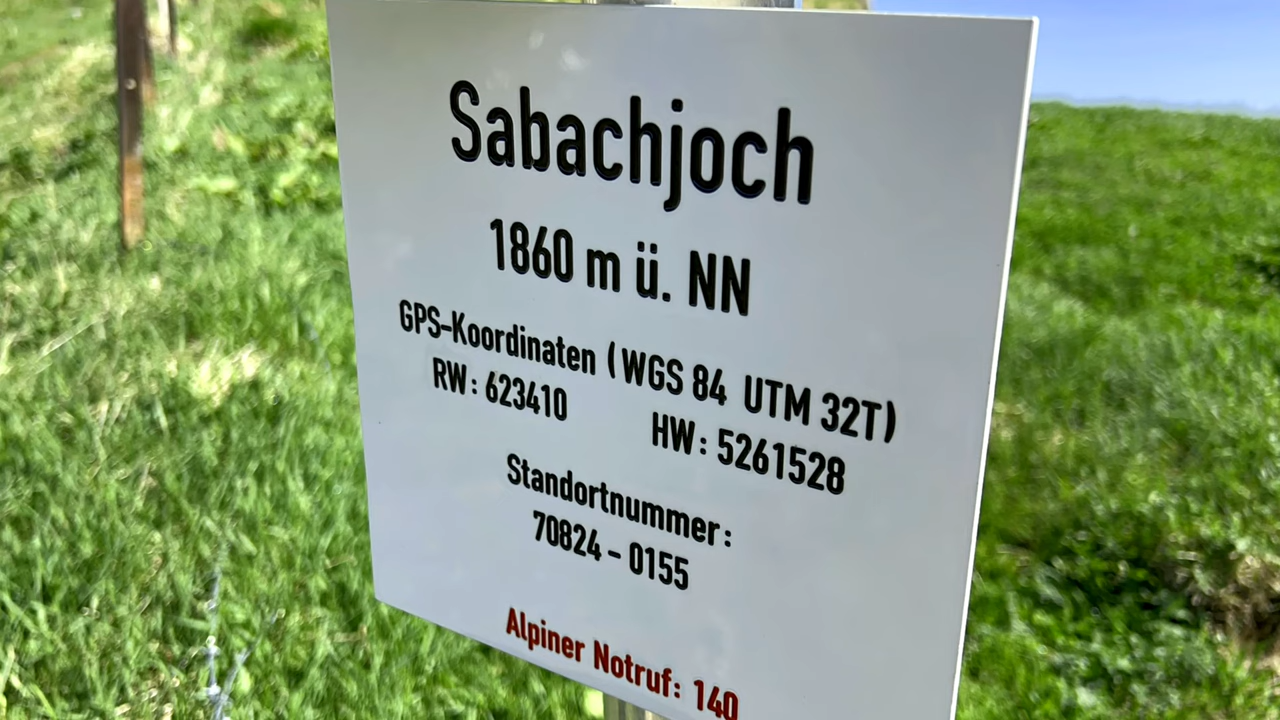 Sabachjoch
1860 m ü. NN
GPS-Koordinaten (WGS 84 UTM 32T)
RW: 623410 HW: 5261528
Standortnummer:
70824 - 0155
Alpiner Notruf: 140